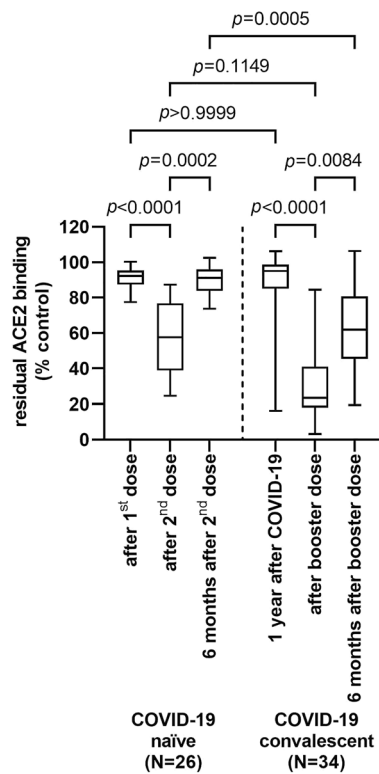 p=0.0005
p=0.1149
p>0.9999
p=0.0002
p=0.0084
p<0.0001
p<0.0001
residual ACE2 binding
(% control)
120
100
80
60
40
20
0
after 1st dose
after 2nd dose
6 months after 2nd dose
1 year after COVID-19
after booster dose
6 months after booster dose
COVID-19
naïve
(N=26)
COVID-19
convalescent
(N=34)